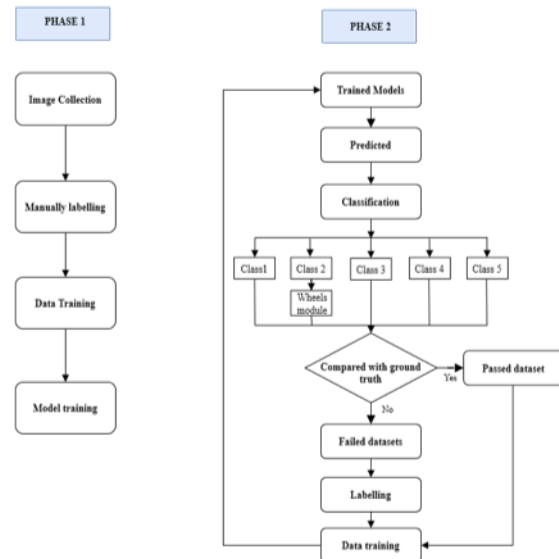 PHASE 1
Image Collection
Manually labelling
Data Training
Model training
PHASE 2
Trained Models
Predicted
Classification
Class1
Class 2
Class 3
Class 4
Class 5
Wheels
module
Compared with ground
truth
Yes
Passed dataset
No
Failed datasets
Labelling
Data training